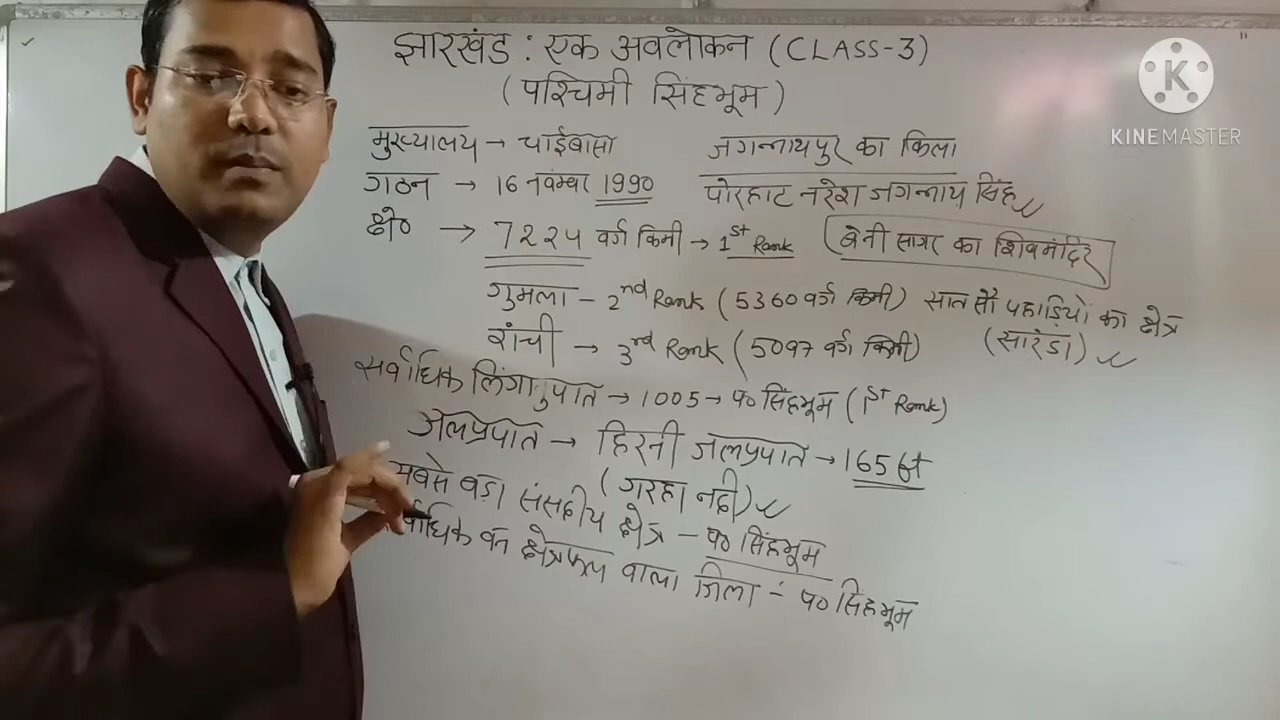 झारखंड : एक अवलोकन (CLASS-3)
(पश्चिमी सिंहभूम)
मुख्यालय → चाईबासा
गठन → 16 नवम्बर 1990
क्षे० → 7224 वर्ग किमी → 1st Rank
गुमला - 2nd Rank (5360 वर्ग किमी)
रांची → 3rd Rank (5097 वर्ग किमी)
जगन्नाथपुर का किला
पोरहाट नरेश जगन्नाथ सिंह
बेनी सागर का शिवमंदिर
सात सौ पहाड़ियों का क्षेत्र
(सारंडा)
सर्वाधिक लिंगानुपात → 1005 → प० सिंहभूम (1st Rank)
जलप्रपात → हिरनी जलप्रपात → 165
(गरहा नदी)
सबसे बड़ा संसदीय क्षेत्र - प० सिंहभूम
र्वाधिक वन क्षेत्रफल वाला जिला :- प० सिंहभूम
KINEMASTER